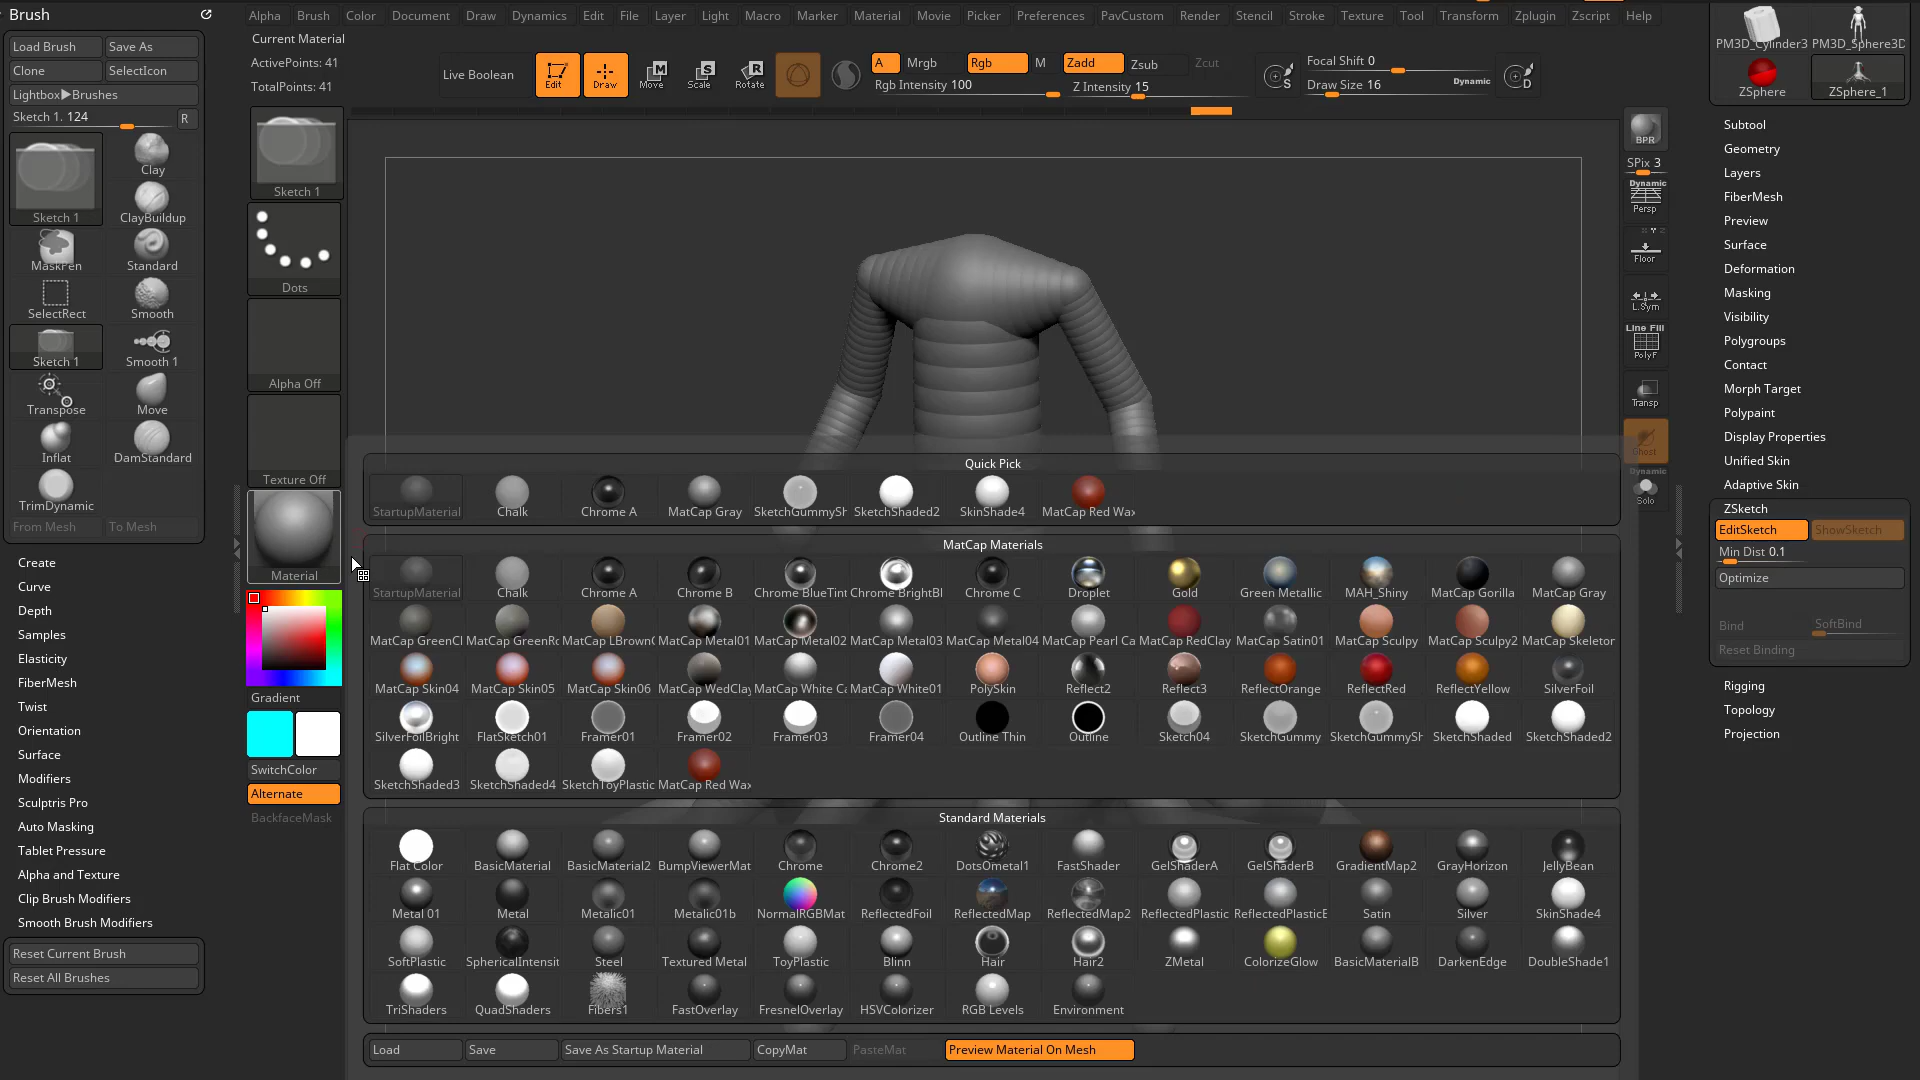 Brush
Load Brush Save As
Clone SelectIcon
Lightbox▶Brushes
Sketch 1. 124 R
Sketch 1 Clay
ClayBuildup
MaskPen Standard
SelectRect Smooth
Sketch 1 Smooth 1
Transpose Move
Inflat DamStandard
TrimDynamic
From Mesh To Mesh
Create
Curve
Depth
Samples
Elasticity
FiberMesh
Twist
Orientation
Surface
Modifiers
Sculptris Pro
Auto Masking
Tablet Pressure
Alpha and Texture
Clip Brush Modifiers
Smooth Brush Modifiers
Reset Current Brush
Reset All Brushes
Alpha Brush Color Document Draw Dynamics Edit File Layer Light Macro Marker Material Movie Picker Preferences PavCustom Render Stencil Stroke Texture Tool Transform Zplugin Zscript Help
Current Material
ActivePoints: 41
TotalPoints: 41
Live Boolean
Edit Draw Move Scale Rotate
A Mrgb Rgb M Zadd Zsub Zcut
Rgb Intensity 100 Z Intensity 15
S
Focal Shift 0
Draw Size 16 Dynamic
D
Sketch 1
Dots
Alpha Off
Texture Off
Material
Gradient
SwitchColor
Alternate
BackfaceMask
Quick Pick
StartupMaterial Chalk Chrome A MatCap Gray SketchGummySh SketchShaded2 SkinShade4 MatCap Red Wax
MatCap Materials
StartupMaterial Chalk Chrome A Chrome B Chrome BlueTint Chrome BrightBl Chrome C Droplet Gold Green Metallic MAH_Shiny MatCap Gorilla MatCap Gray
MatCap GreenCl MatCap GreenRo MatCap LBrown MatCap Metal01 MatCap Metal02 MatCap Metal03 MatCap Metal04 MatCap Pearl Ca MatCap RedClay MatCap Satin01 MatCap Sculpy MatCap Sculpy2 MatCap Skeleton
MatCap Skin04 MatCap Skin05 MatCap Skin06 MatCap WedClay MatCap White Ca MatCap White01 PolySkin Reflect2 Reflect3 ReflectOrange ReflectRed ReflectYellow SilverFoil
SilverFoilBright FlatSketch01 Framer01 Framer02 Framer03 Framer04 Outline Thin Outline Sketch04 SketchGummy SketchGummySh SketchShaded SketchShaded2
SketchShaded3 SketchShaded4 SketchToyPlastic MatCap Red Wax
Standard Materials
Flat Color BasicMaterial BasicMaterial2 BumpViewerMat Chrome Chrome2 DotsOmetal1 FastShader GelShaderA GelShaderB GradientMap2 GrayHorizon JellyBean
Metal 01 Metal Metalic01 Metalic01b NormalRGBMat ReflectedFoil ReflectedMap ReflectedMap2 ReflectedPlastic ReflectedPlasticB Satin Silver SkinShade4
SoftPlastic SphericalIntensit Steel Textured Metal ToyPlastic Blinn Hair Hair2 ZMetal ColorizeGlow BasicMaterialB DarkenEdge DoubleShade1
TriShaders QuadShaders Fibers1 FastOverlay FresnelOverlay HSVColorizer RGB Levels Environment
Load Save Save As Startup Material CopyMat PasteMat Preview Material On Mesh
BPR
SPix 3
Dynamic
Persp
Floor
L.Sym
Line Fill
PolyF
Transp
Ghost
Dynamic
Solo
PM3D_Cylinder3 PM3D_Sphere3D
ZSphere ZSphere_1
Subtool
Geometry
Layers
FiberMesh
Preview
Surface
Deformation
Masking
Visibility
Polygroups
Contact
Morph Target
Polypaint
Display Properties
Unified Skin
Adaptive Skin
ZSketch
EditSketch ShowSketch
Min Dist 0.1
Optimize
Bind SoftBind
Reset Binding
Rigging
Topology
Projection